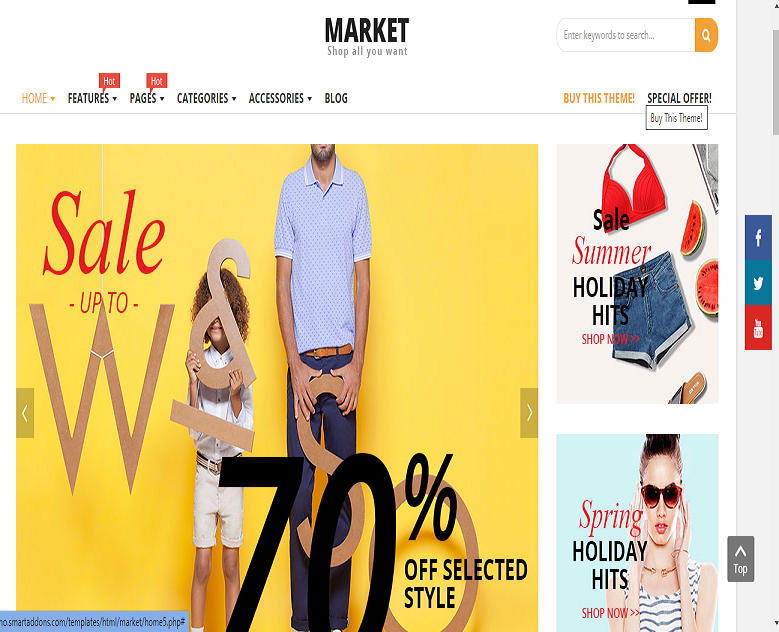 MARKET
Shop all you want
Enter keywords to search...
Hot
Hot
HOME
FEATURES
PAGES
CATEGORIES
ACCESSORIES
BLOG
BUY THIS THEME!
SPECIAL OFFER!
Buy This Theme!
Sale
- UP TO -
W
&
S
O
70%
OFF SELECTED
STYLE
Sale
Summer
HOLIDAY
HITS
SHOP NOW >>
Spring
HOLIDAY
HITS
SHOP NOW >>
f
You
Top
no.smartaddons.com/templates/html/market/home5.php#